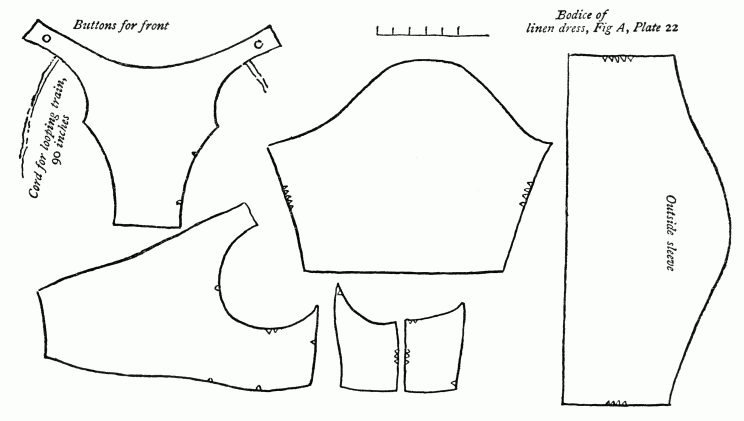 Buttons for front
Bodice of
linen dress, Fig A, Plate 22
Cord for looping train,
90 inches
Outside sleeve